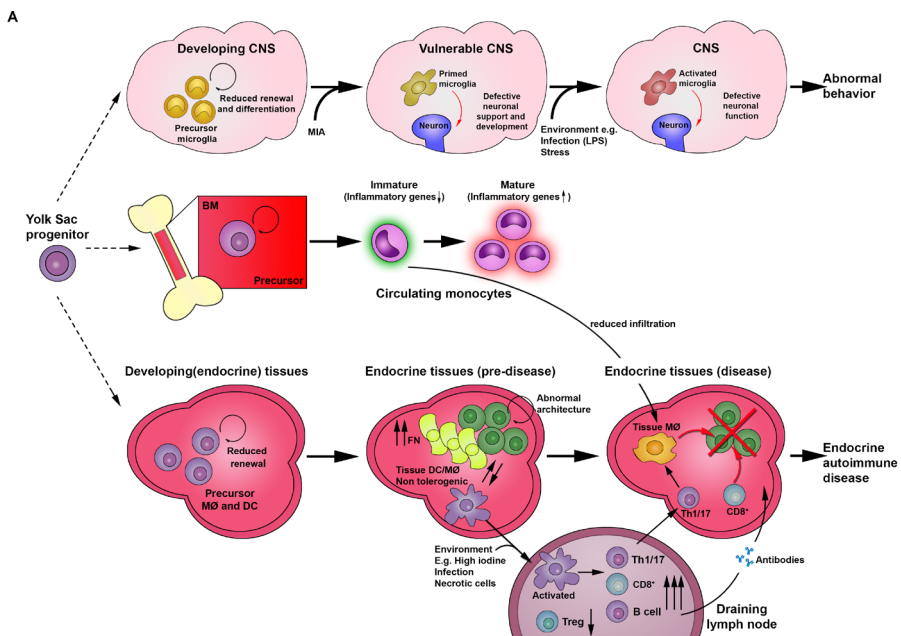 A
Developing CNS
Reduced renewal
and differentiation
Precursor
microglia
MIA
Vulnerable CNS
Primed
microglia
Defective
neuronal
support and
development
Neuron
Environment e.g.
Infection (LPS)
Stress
CNS
Activated
microglia
Defective
neuronal
function
Neuron
Abnormal
behavior
Yolk Sac
progenitor
BM
Precursor
Immature
(Inflammatory genes↓)
Mature
(Inflammatory genes↑)
Circulating monocytes
reduced infiltration
Developing(endocrine) tissues
Reduced
renewal
Precursor
MØ and DC
Endocrine tissues (pre-disease)
Abnormal
architecture
FN
Tissue DC/MØ
Non tolerogenic
Environment
E.g. High iodine
Infection
Necrotic cells
Endocrine tissues (disease)
Tissue MØ
Th1/17
CD8⁺
Endocrine
autoimmune
disease
Activated
Th1/17
CD8⁺
B cell
Treg
Antibodies
Draining
lymph node